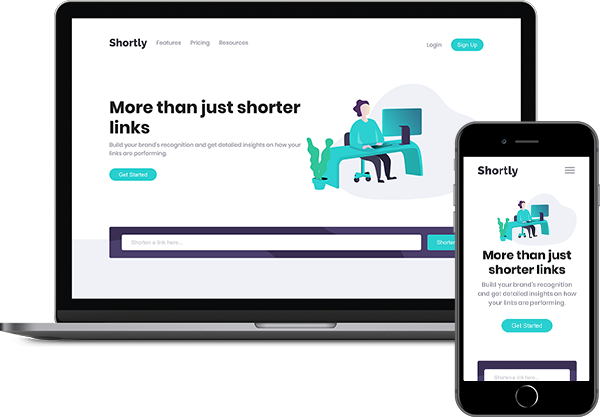 Shortly Features Pricing Resources Login Sign Up
More than just shorter
links
Build your brand's recognition and get detailed insights on how your
links are performing.
Get Started
Shorten a link here...
Shorten
Shortly
More than just
shorter links
Build your brand's recognition
and get detailed insights on how
your links are performing.
Get Started
Shorten a link here...